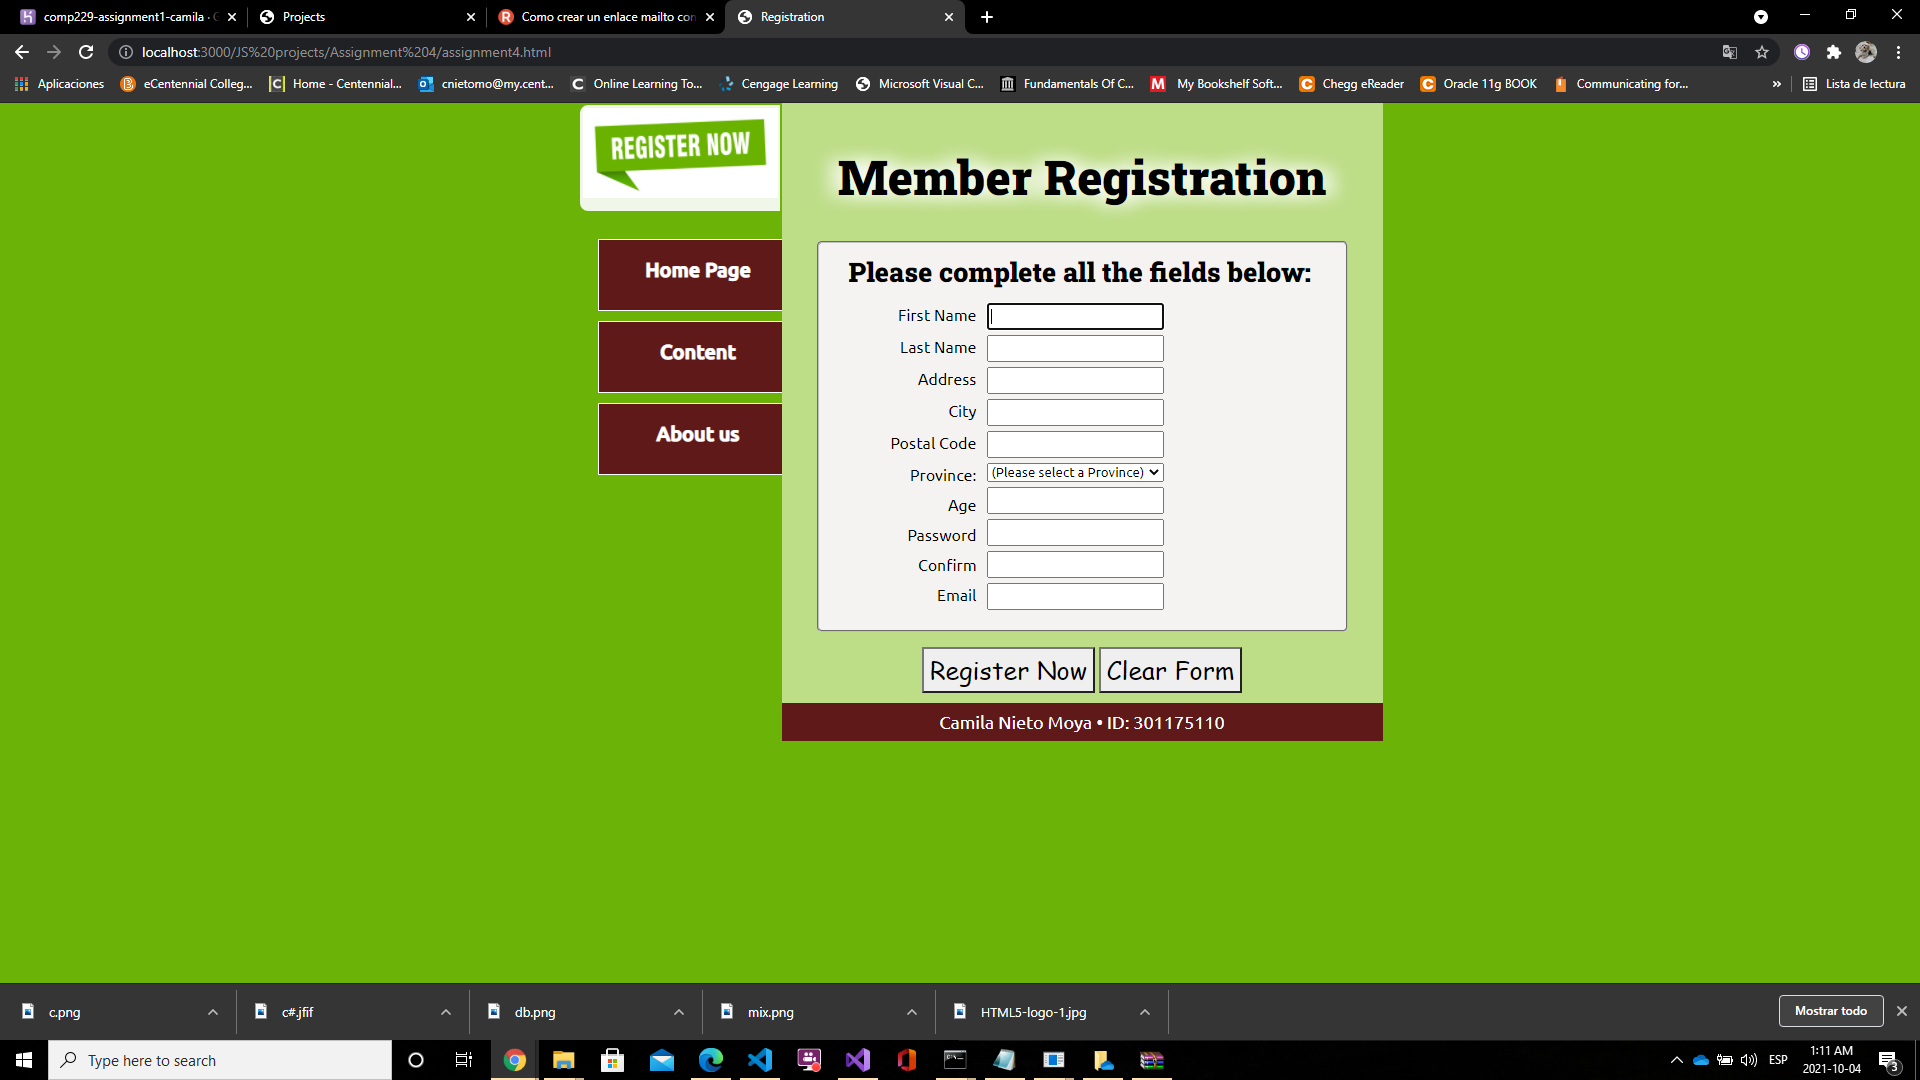 comp229-assignment1-camila · G
Projects
Como crear un enlace mailto con
Registration
localhost:3000/JS%20projects/Assignment%204/assignment4.html
Aplicaciones
eCentennial Colleg...
Home - Centennial...
cnietomo@my.cent...
Online Learning To...
Cengage Learning
Microsoft Visual C...
Fundamentals Of C...
My Bookshelf Soft...
Chegg eReader
Oracle 11g BOOK
Communicating for...
»
Lista de lectura
REGISTER NOW
Home Page
Content
About us
Member Registration
Please complete all the fields below:
First Name
Last Name
Address
City
Postal Code
Province: (Please select a Province)
Age
Password
Confirm
Email
Register Now Clear Form
Camila Nieto Moya • ID: 301175110
c.png
c#.jfif
db.png
mix.png
HTML5-logo-1.jpg
Mostrar todo
Type here to search
ESP
1:11 AM
2021-10-04
3